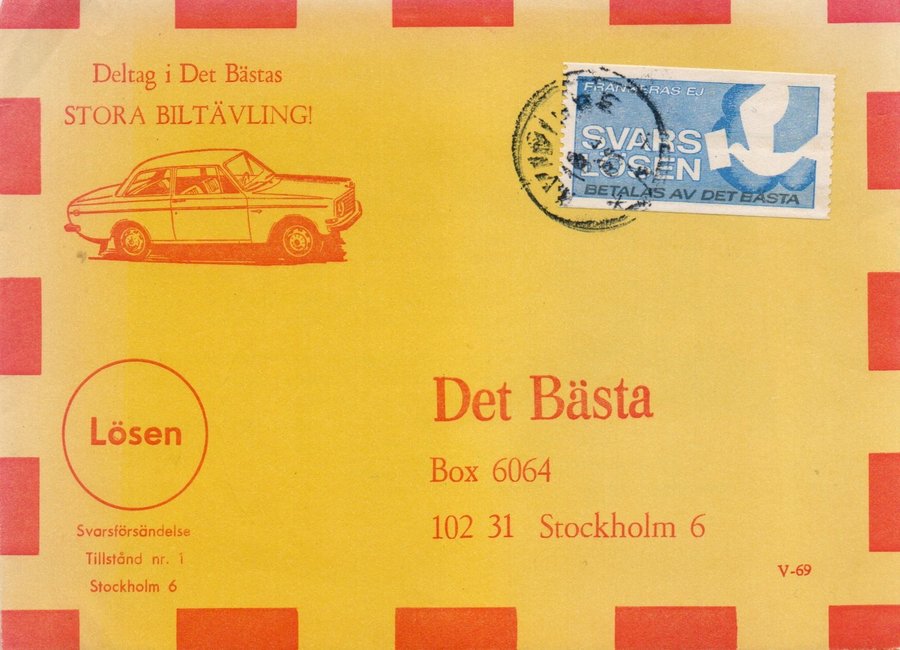 Deltag i Det Bästas
STORA BILTÄVLING!
FRANKERAS EJ
SVARS
LÖSEN
BETALAS AV DET BÄSTA
Lösen
Svarsförsändelse
Tillstånd nr. 1
Stockholm 6
Det Bästa
Box 6064
102 31 Stockholm 6
V-69